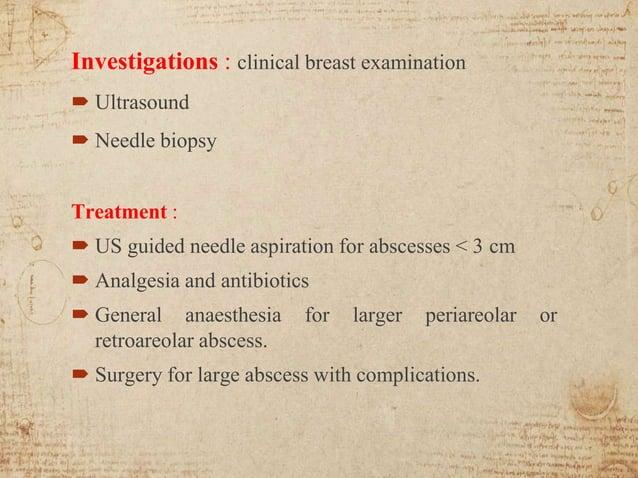 Investigations : clinical breast examination
Ultrasound
Needle biopsy
Treatment :
US guided needle aspiration for abscesses < 3 cm
Analgesia and antibiotics
General anaesthesia for larger periareolar or
retroareolar abscess.
Surgery for large abscess with complications.